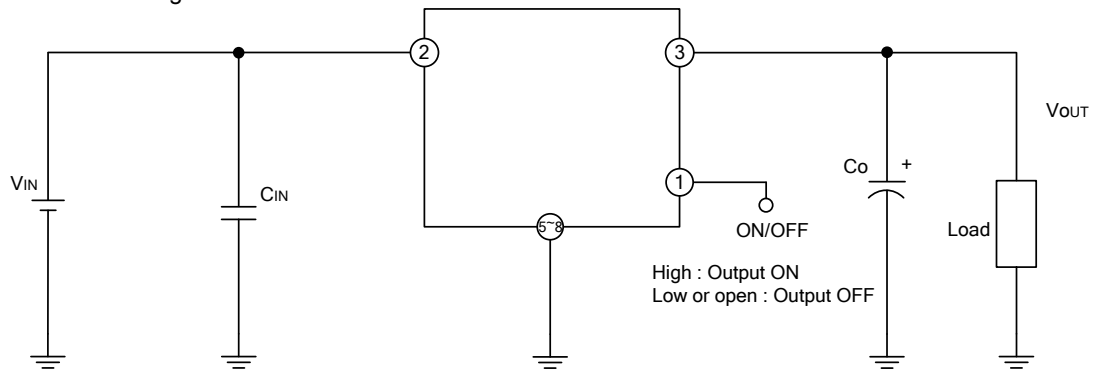 2
3
VOUT
VIN
CIN
Co
+
1
5~8
ON/OFF
Load
High : Output ON
Low or open : Output OFF